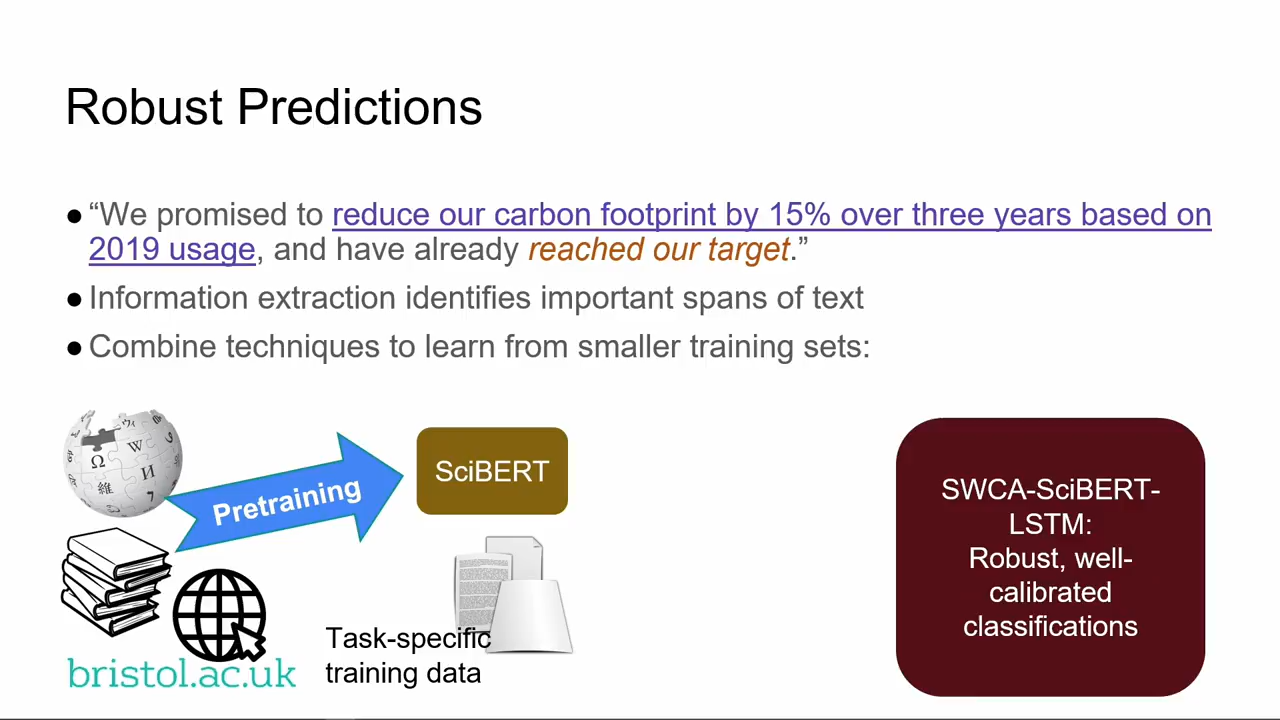 Robust Predictions
● “We promised to reduce our carbon footprint by 15% over three years based on
2019 usage, and have already reached our target.”
● Information extraction identifies important spans of text
● Combine techniques to learn from smaller training sets:
Ω W И
維 7
Pretraining
SciBERT
SWCA-SciBERT-
LSTM:
Robust, well-
calibrated
classifications
Task-specific
training data
bristol.ac.uk